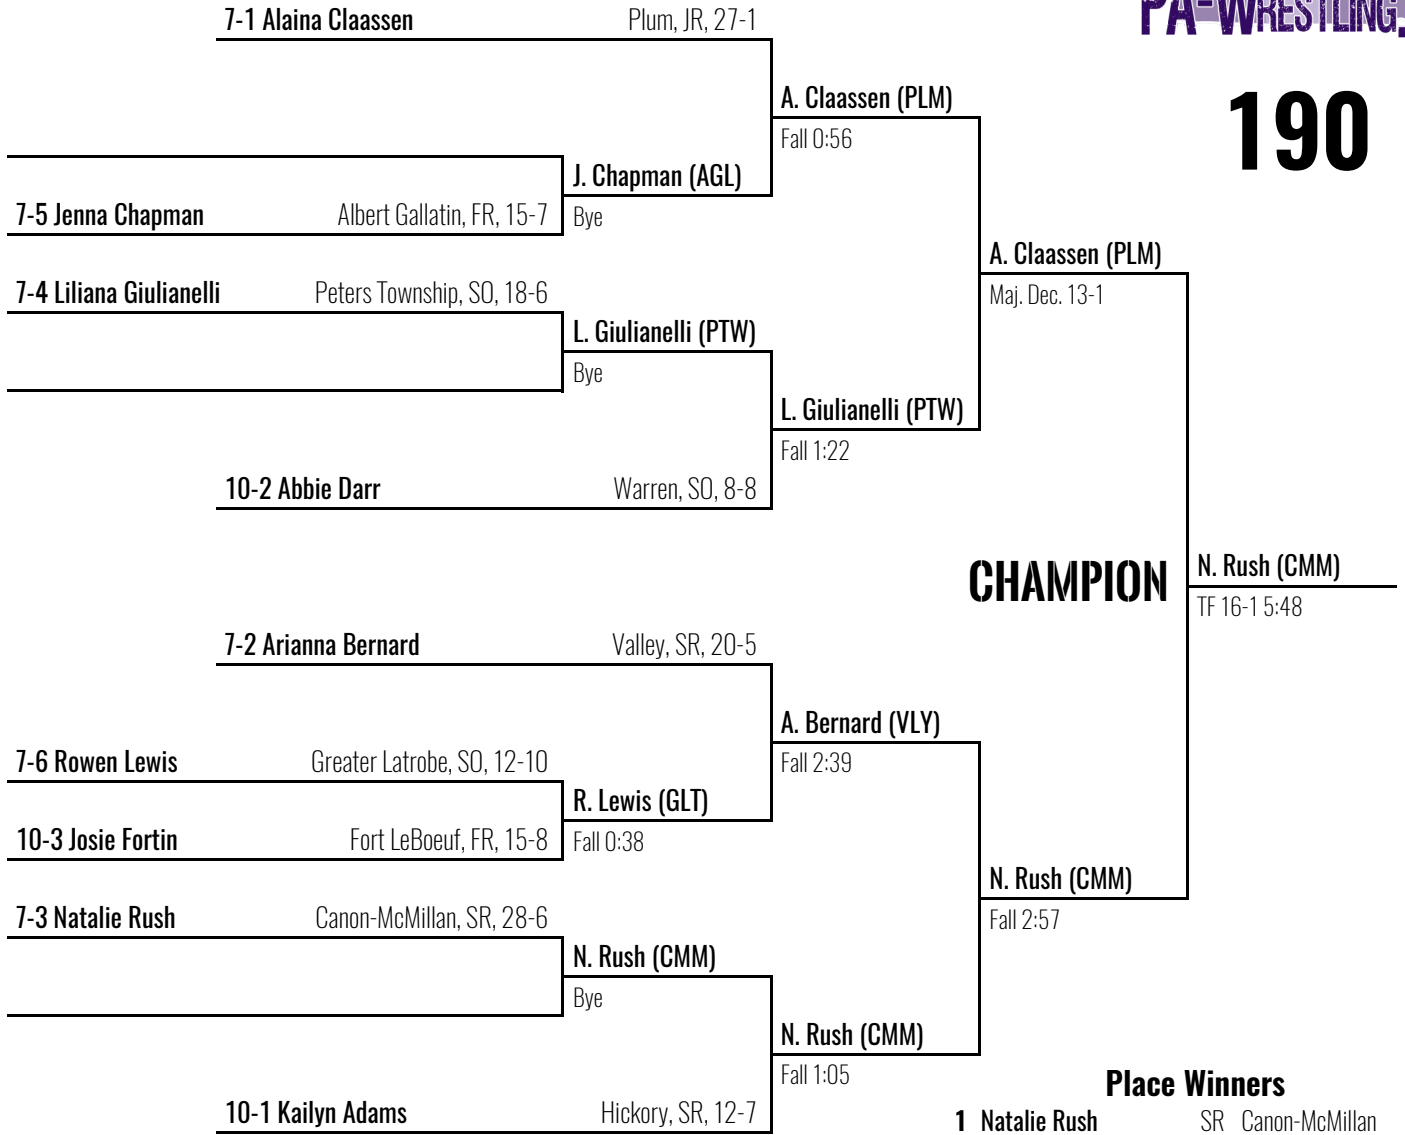 7-1 Alaina Claassen Plum, JR, 27-1
PA-WRESTLING.
A. Claassen (PLM)
190
Fall 0:56
J. Chapman (AGL)
7-5 Jenna Chapman Albert Gallatin, FR, 15-7
Bye
A. Claassen (PLM)
7-4 Liliana Giulianelli Peters Township, SO, 18-6
Maj. Dec. 13-1
L. Giulianelli (PTW)
Bye
L. Giulianelli (PTW)
Fall 1:22
10-2 Abbie Darr Warren, SO, 8-8
CHAMPION
N. Rush (CMM)
TF 16-1 5:48
7-2 Arianna Bernard Valley, SR, 20-5
A. Bernard (VLY)
7-6 Rowen Lewis Greater Latrobe, SO, 12-10
Fall 2:39
R. Lewis (GLT)
10-3 Josie Fortin Fort LeBoeuf, FR, 15-8
Fall 0:38
N. Rush (CMM)
7-3 Natalie Rush Canon-McMillan, SR, 28-6
Fall 2:57
N. Rush (CMM)
Bye
N. Rush (CMM)
Fall 1:05
Place Winners
10-1 Kailyn Adams Hickory, SR, 12-7
1 Natalie Rush SR Canon-McMillan